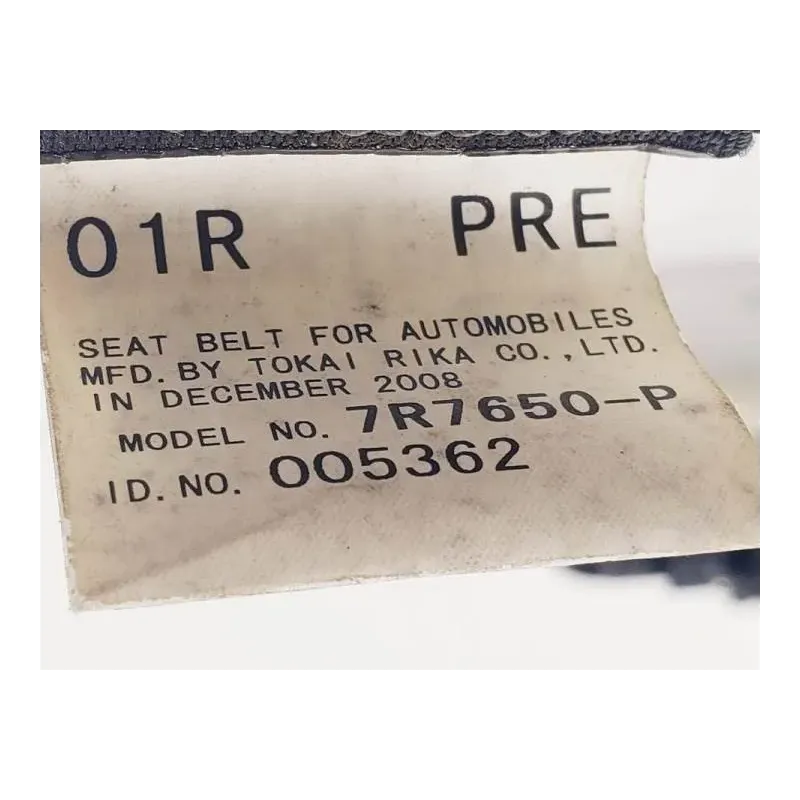 01R PRE
SEAT BELT FOR AUTOMOBILES
MFD. BY TOKAI RIKA CO., LTD.
IN DECEMBER 2008
MODEL NO. 7R7650-P
ID. NO. 005362